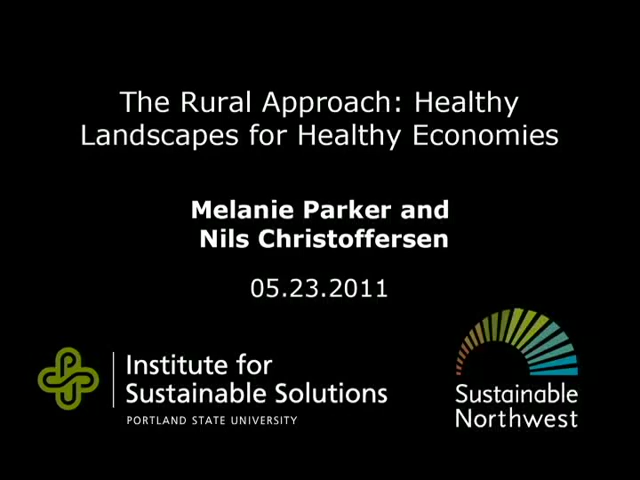 The Rural Approach: Healthy
Landscapes for Healthy Economies
Melanie Parker and
Nils Christoffersen
05.23.2011
Institute for
Sustainable Solutions
PORTLAND STATE UNIVERSITY
Sustainable
Northwest